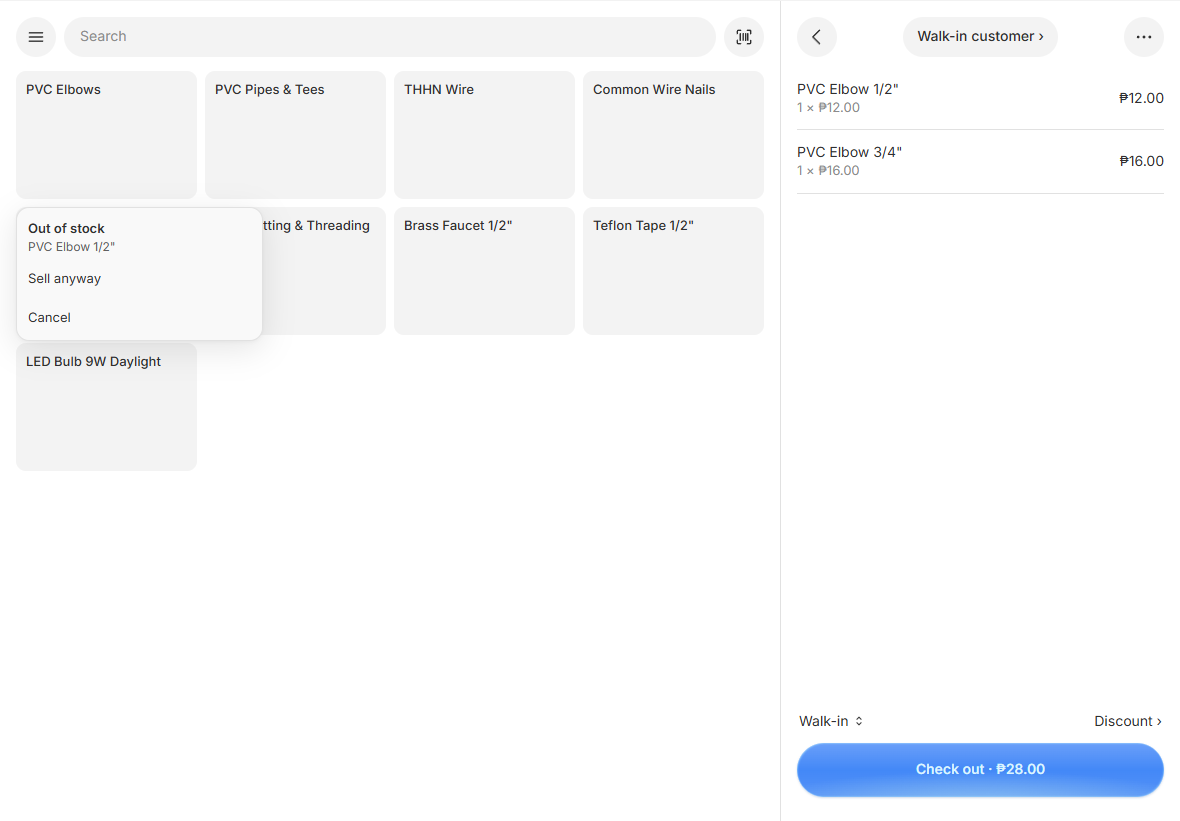 Search
Walk-in customer ›
PVC Elbows
PVC Pipes & Tees
THHN Wire
Common Wire Nails
PVC Elbow 1/2"
1 × ₱12.00
₱12.00
PVC Elbow 3/4"
1 × ₱16.00
₱16.00
Out of stock
PVC Elbow 1/2"
Sell anyway
Cancel
tting & Threading
Brass Faucet 1/2"
Teflon Tape 1/2"
LED Bulb 9W Daylight
Walk-in
Discount ›
Check out · ₱28.00